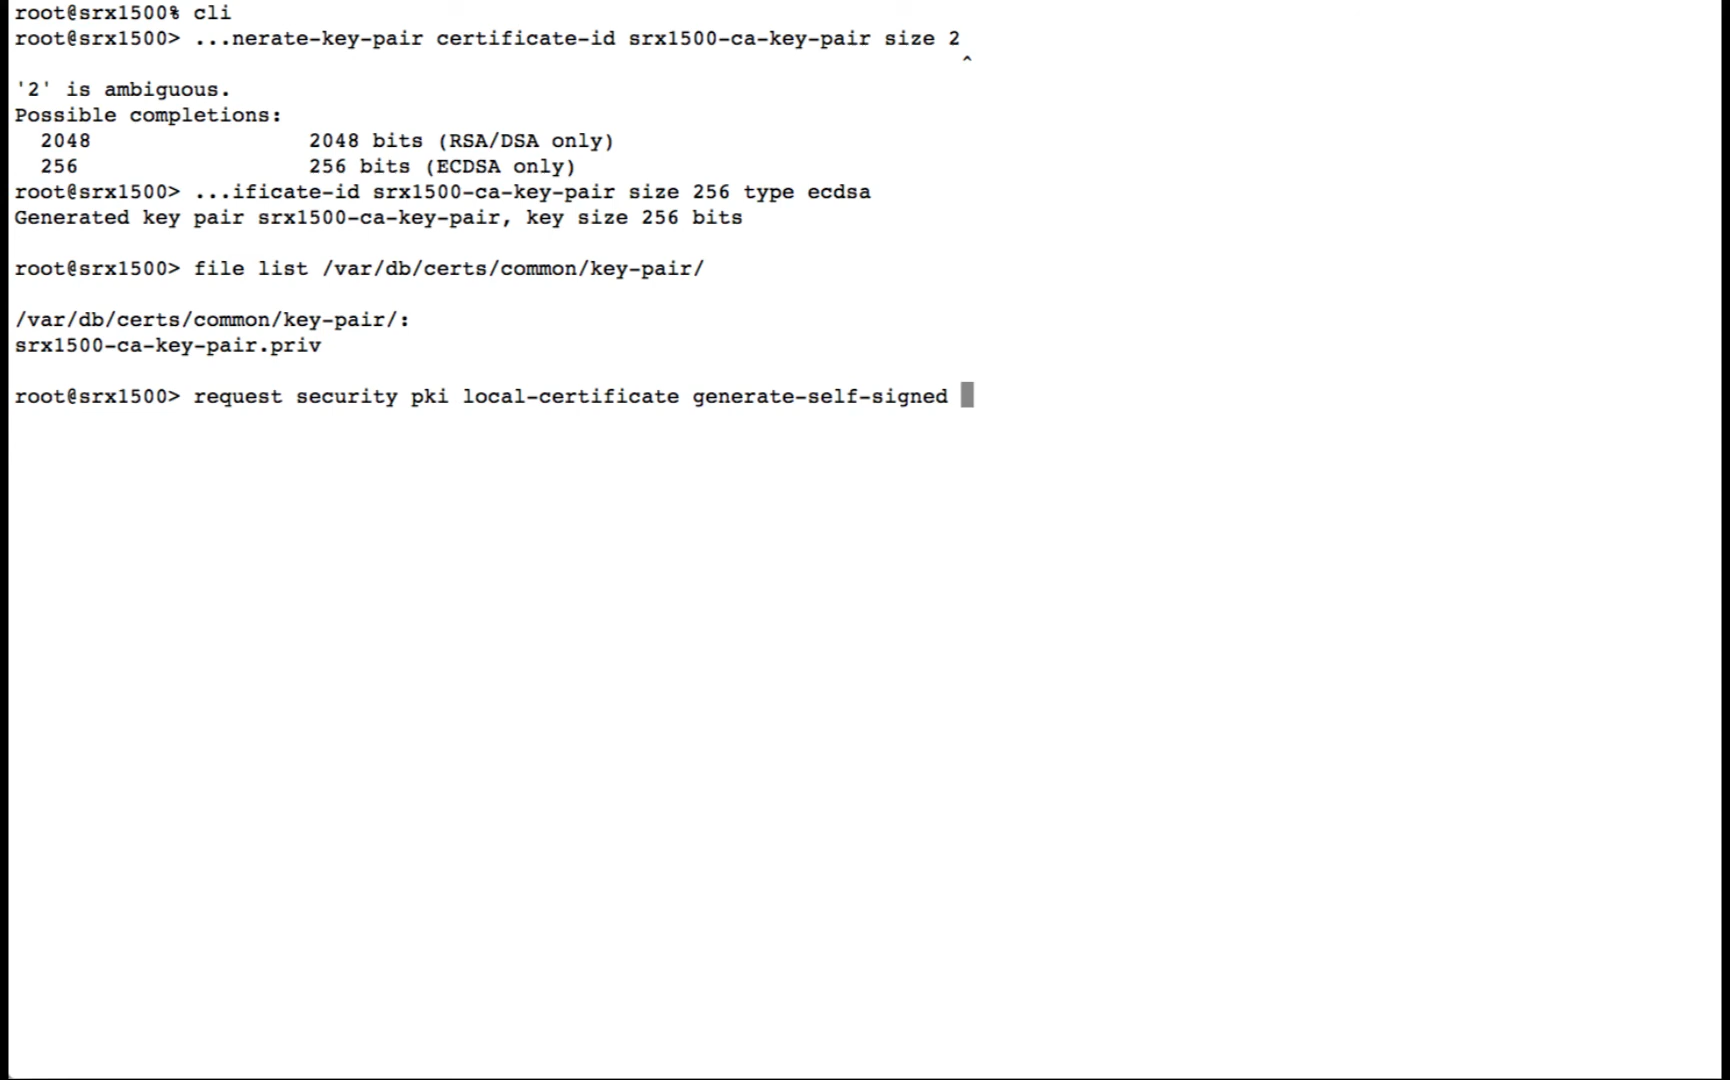 root@srx1500% cli
root@srx1500> ...nerate-key-pair certificate-id srx1500-ca-key-pair size 2
^
'2' is ambiguous.
Possible completions:
2048 2048 bits (RSA/DSA only)
256 256 bits (ECDSA only)
root@srx1500> ...ificate-id srx1500-ca-key-pair size 256 type ecdsa
Generated key pair srx1500-ca-key-pair, key size 256 bits
root@srx1500> file list /var/db/certs/common/key-pair/
/var/db/certs/common/key-pair/:
srx1500-ca-key-pair.priv
root@srx1500> request security pki local-certificate generate-self-signed